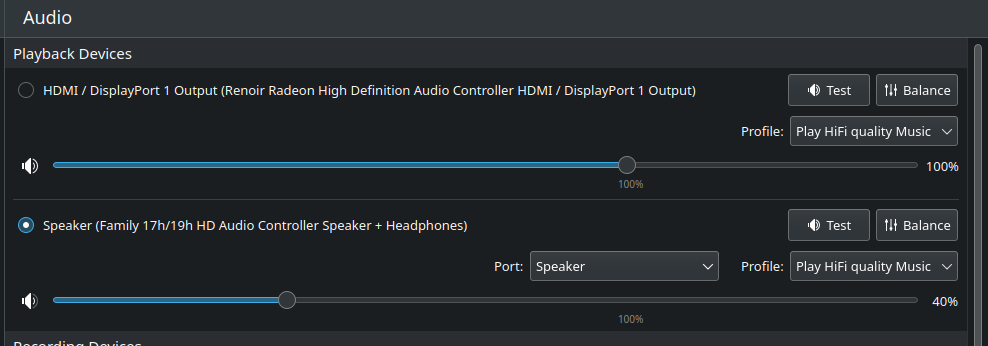 Audio
Playback Devices
HDMI / DisplayPort 1 Output (Renoir Radeon High Definition Audio Controller HDMI / DisplayPort 1 Output)
Test
Balance
Profile:
Play HiFi quality Music
100%
100%
Speaker (Family 17h/19h HD Audio Controller Speaker + Headphones)
Test
Balance
Port:
Speaker
Profile:
Play HiFi quality Music
40%
100%
Recording Devices